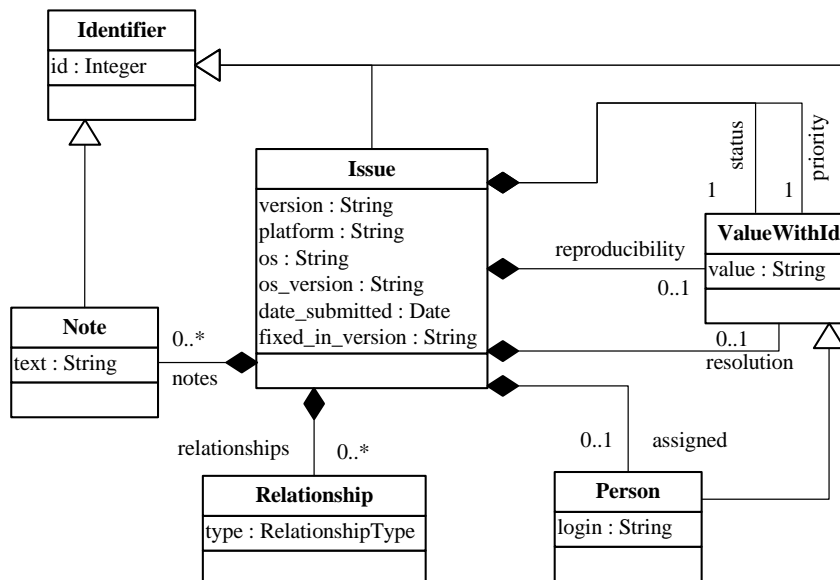 Identifier
id : Integer
Issue
version : String
platform : String
os : String
os_version : String
date_submitted : Date
fixed_in_version : String
status
priority
1
1
ValueWithId
value : String
reproducibility
0..1
0..1
resolution
Note
text : String
0..*
notes
relationships
0..*
0..1
assigned
Relationship
type : RelationshipType
Person
login : String